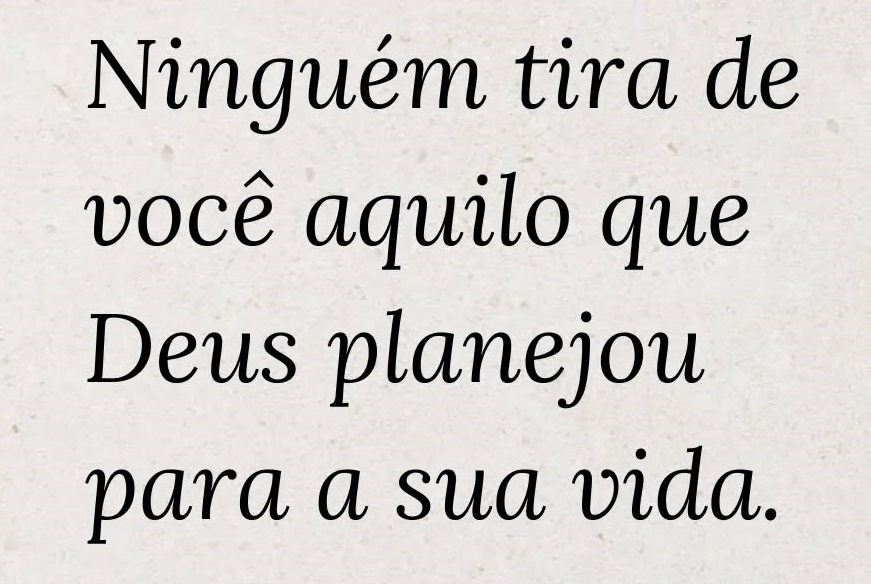 Ninguém tira de
você aquilo que
Deus planejou
para a sua vida.